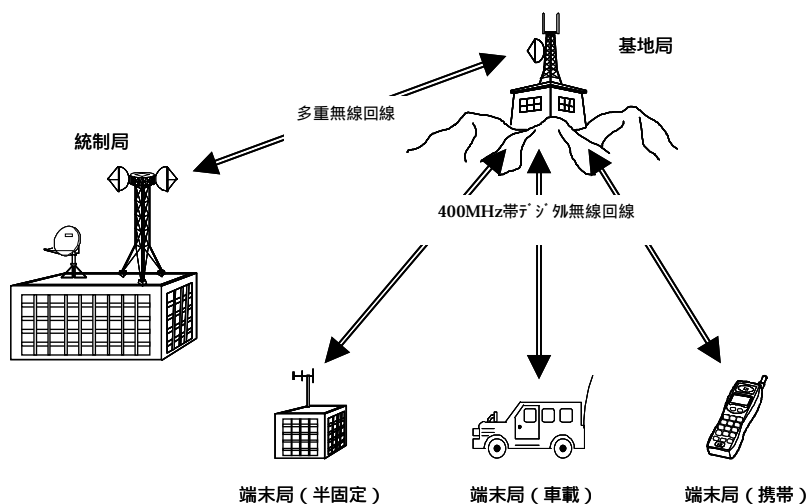 基地局
多重無線回線
統制局
400MHz帯ﾃﾞｼﾞﾀﾙ無線回線
端末局（半固定）
端末局（車載）
端末局（携帯）